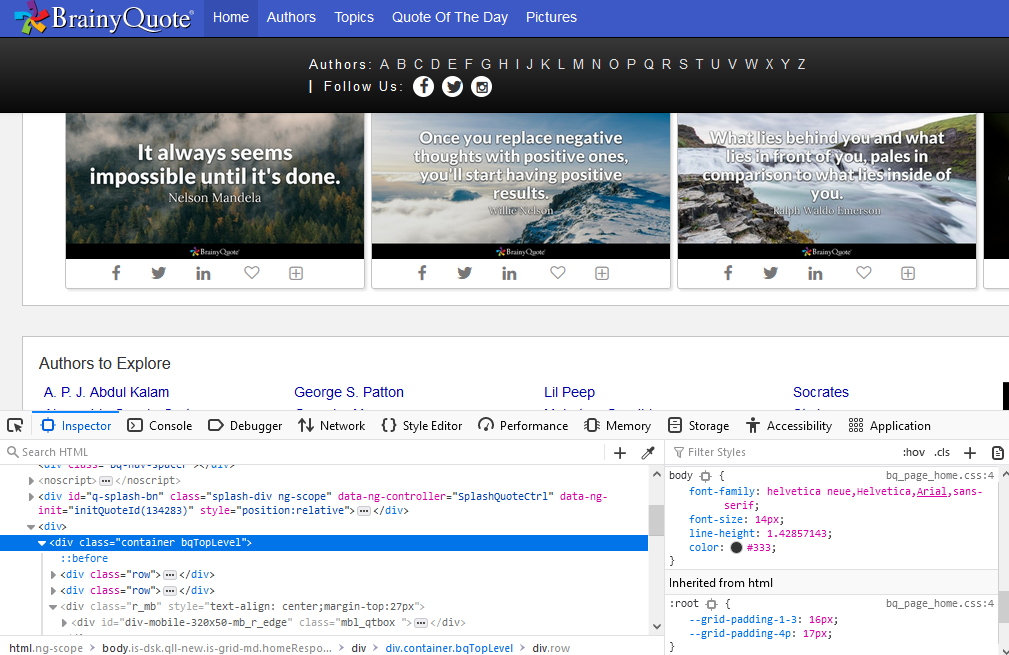 BrainyQuote® Home Authors Topics Quote Of The Day Pictures
Authors: A B C D E F G H I J K L M N O P Q R S T U V W X Y Z
| Follow Us:
It always seems
impossible until it's done.
Nelson Mandela
BrainyQuote
Once you replace negative
thoughts with positive ones,
you'll start having positive
results.
Willie Nelson
BrainyQuote
What lies behind you and what
lies in front of you, pales in
comparison to what lies inside of
you.
Ralph Waldo Emerson
BrainyQuote
Authors to Explore
A. P. J. Abdul Kalam George S. Patton Lil Peep Socrates
Inspector Console Debugger Network Style Editor Performance Memory Storage Accessibility Application
Search HTML
<div class="bq-nav-spacer"></div>
<noscript></noscript>
<div id="q-splash-bn" class="splash-div ng-scope" data-ng-controller="SplashQuoteCtrl" data-ng-
init="initQuoteId(134283)" style="position:relative"></div>
<div>
<div class="container bqTopLevel">
::before
<div class="row"></div>
<div class="row"></div>
<div class="r_mb" style="text-align: center;margin-top:27px">
<div id="div-mobile-320x50-mb_r_edge" class="mbl_qtbox "></div>
html.ng-scope > body.is-dsk.qll-new.is-grid-md.homeRespo... > div > div.container.bqTopLevel > div.row
Filter Styles :hov .cls
body { bq_page_home.css:4
font-family: helvetica neue,Helvetica,Arial,sans-
serif;
font-size: 14px;
line-height: 1.42857143;
color: #333;
}
Inherited from html
:root { bq_page_home.css:4
--grid-padding-1-3: 16px;
--grid-padding-4p: 17px;
}